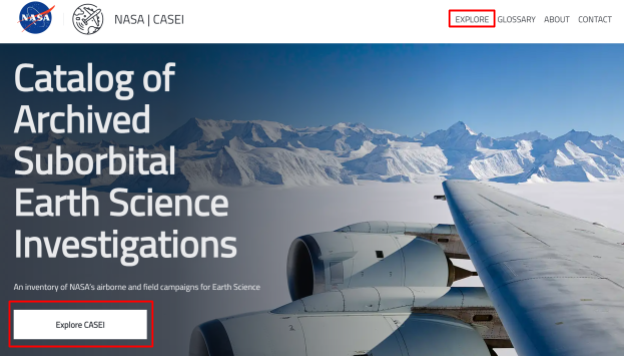 NASA
NASA | CASEI
EXPLORE GLOSSARY ABOUT CONTACT
Catalog of
Archived
Suborbital
Earth Science
Investigations
An inventory of NASA's airborne and field campaigns for Earth Science
Explore CASEI